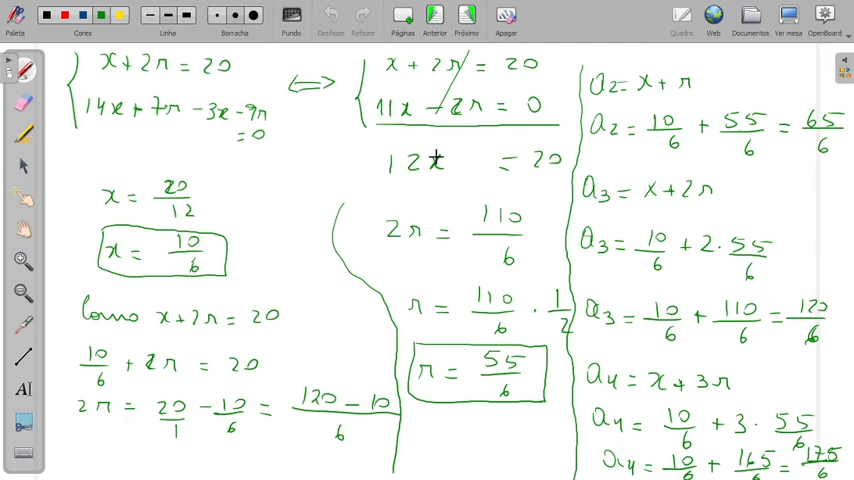 Paleta
Cores
Linha
Borracha
Fundo
Desfazer
Refazer
Páginas
Anterior
Próximo
Apagar
Quadro
Web
Documentos
Mostrar
OpenBoard
x + 2r = 20
14x + 7r - 3x - 9r
= 0
x = 20/12
x = 10/6
Como x + 2r = 20
10/6 + 2r = 20
2r = 20/1 - 10/6 = (120 - 10)/6
⟺
x + 2r = 20
11x - 2r = 0
12x = 20
2r = 110/6
r = 110/6 · 1/2
r = 55/6
a2 = x + r
a2 = 10/6 + 55/6 = 65/6
a3 = x + 2r
a3 = 10/6 + 2 · 55/6
a3 = 10/6 + 110/6 = 120/6
a4 = x + 3r
a4 = 10/6 + 3 · 55/6
a4 = 10/6 + 165/6 = 175/6